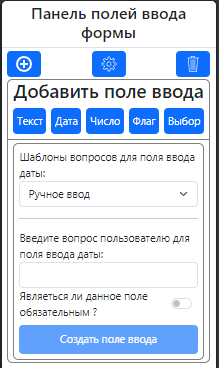 Панель полей ввода
формы
Добавить поле ввода
Текст Дата Число Флаг Выбор
Шаблоны вопросов для поля ввода
даты:
Ручное ввод
Введите вопрос пользователю для
поля ввода даты:
Являеться ли данное поле
обязательным ?
Создать поле ввода